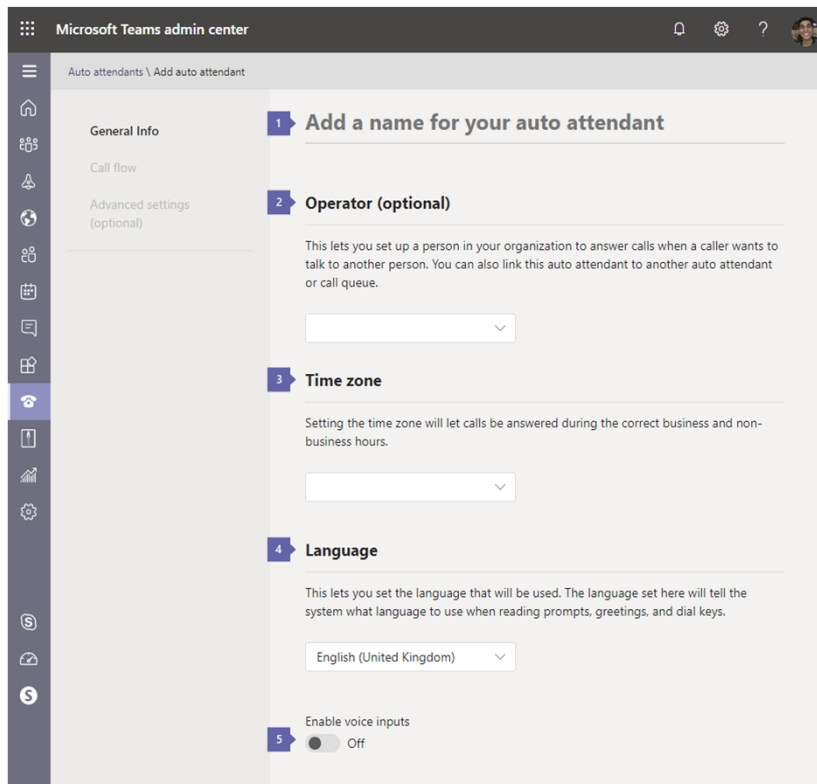 Microsoft Teams admin center
?
Auto attendants \ Add auto attendant
General Info
Call flow
Advanced settings
(optional)
1
Add a name for your auto attendant
2
Operator (optional)
This lets you set up a person in your organization to answer calls when a caller wants to
talk to another person. You can also link this auto attendant to another auto attendant
or call queue.
3
Time zone
Setting the time zone will let calls be answered during the correct business and non-
business hours.
4
Language
This lets you set the language that will be used. The language set here will tell the
system what language to use when reading prompts, greetings, and dial keys.
English (United Kingdom)
Enable voice inputs
5
Off
S
S